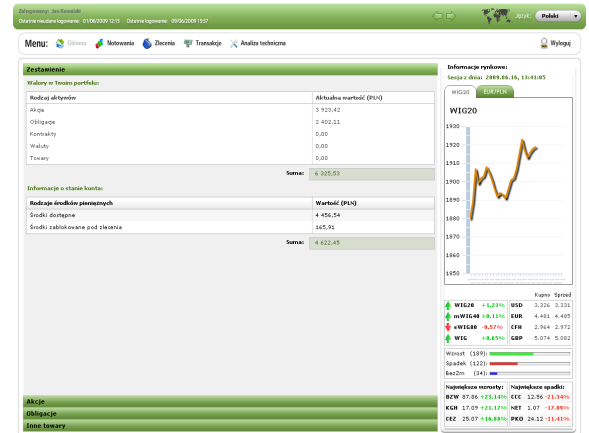 Zalogowany: Jan Kowalski
Ostatnie nieudane logowanie: 01/06/2009 12:15 - Ostatnie logowanie: 09/06/2009 15:57
Język: Polski
Menu: Główna Notowania Zlecenia Transakcje Analiza techniczna Wyloguj
Zestawienie
Walory w Twoim portfelu:
Rodzaj aktywów Aktualna wartość (PLN)
Akcje 3 923,42
Obligacje 2 402,11
Kontrakty 0,00
Waluty 0,00
Towary 0,00
Suma: 6 325,53
Informacje o stanie konta:
Rodzaje środków pieniężnych Wartość (PLN)
Środki dostępne 4 456,54
Środki zablokowane pod zlecenia 165,91
Suma: 4 622,45
Akcje
Obligacje
Inne towary
Informacje rynkowe:
Sesja z dnia: 2009.06.16, 13:41:05
WIG20 EUR/PLN
WIG20
1930
1920
1910
1900
1890
1880
1870
1860
1850
Kupno Sprzed
WIG20 +1,23% USD 3.326 3.331
mWIG40 +0.11% EUR 4.481 4.485
sWIG80 -0,57% CFH 2.964 2.972
WIG +0.65% GBP 5.074 5.082
Wzrost (189):
Spadek (122):
BezZm (34):
Największe wzrosty: Największe spadki:
BZW 87.86 +23,14% CCC 12.56 -21.34%
KGH 17.09 +21,17% NET 1.07 -17.89%
CEZ 25.07 +16,88% PKO 24.12 -11.41%